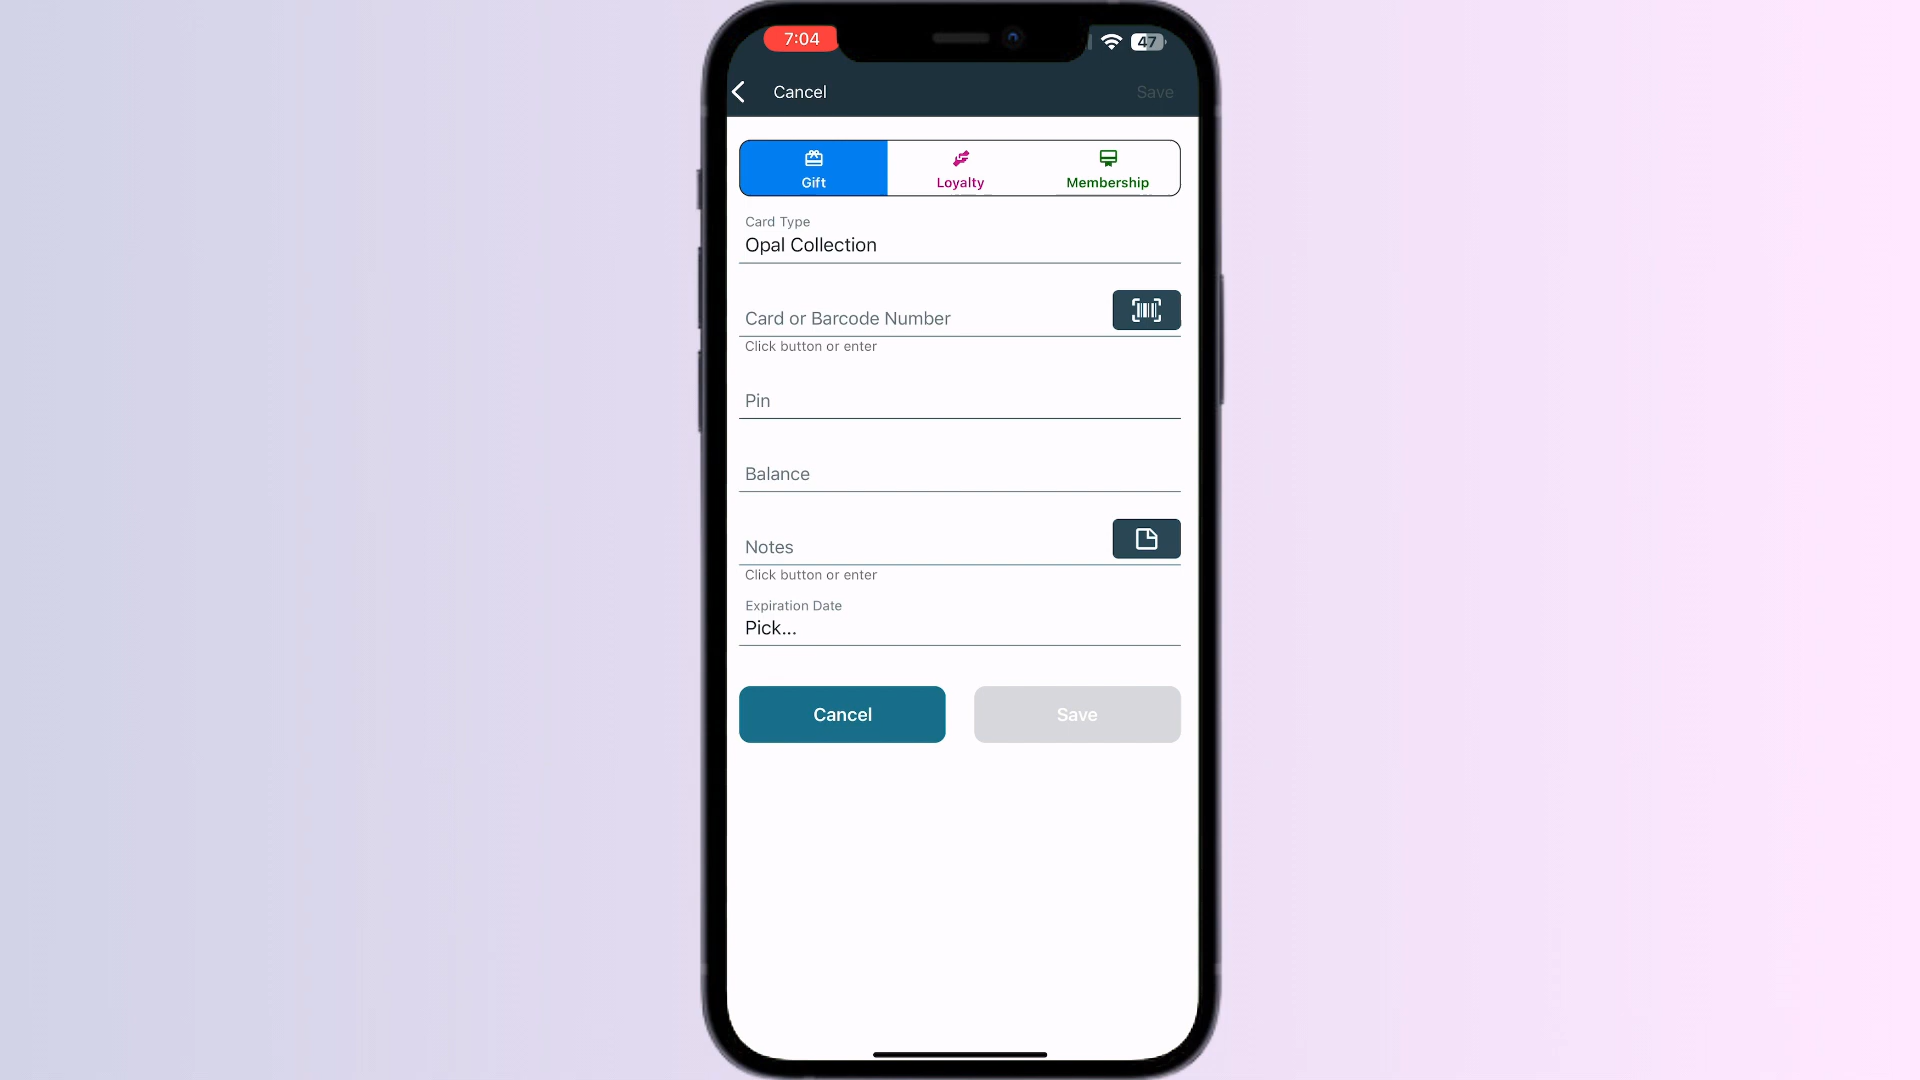 7:04
47
Cancel
Save
Gift
Loyalty
Membership
Card Type
Opal Collection
Card or Barcode Number
Click button or enter
Pin
Balance
Notes
Click button or enter
Expiration Date
Pick...
Cancel
Save